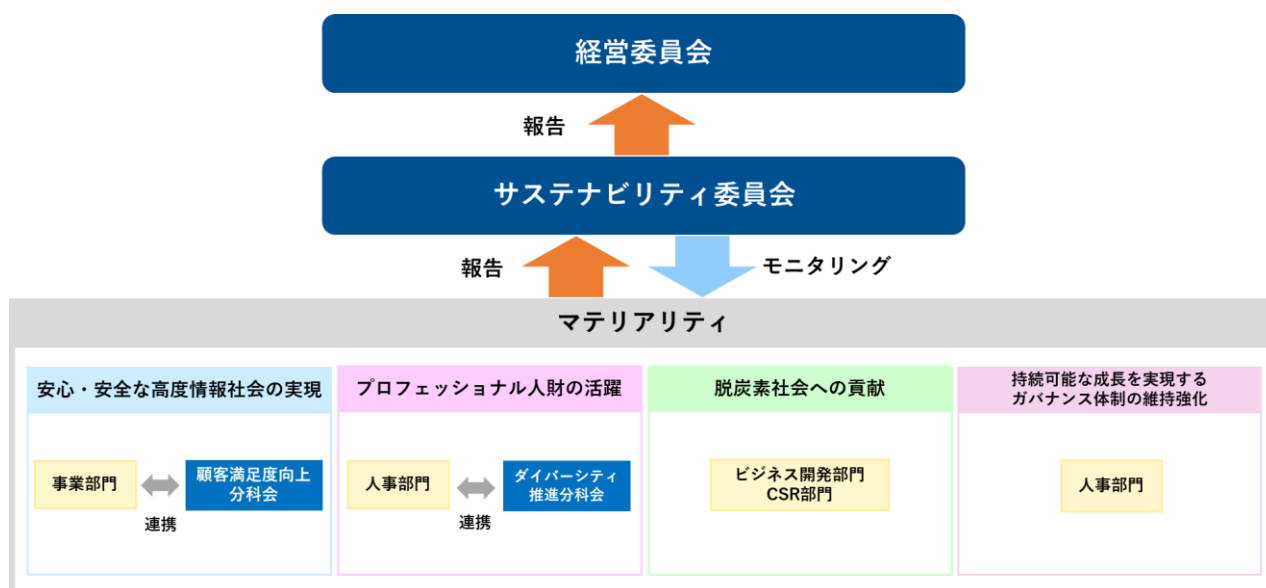 経営委員会
報告
サステナビリティ委員会
報告
モニタリング
マテリアリティ
安心・安全な高度情報社会の実現
事業部門
顧客満足度向上
分科会
連携
プロフェッショナル人財の活躍
人事部門
ダイバーシティ
推進分科会
連携
脱炭素社会への貢献
ビジネス開発部門
CSR部門
持続可能な成長を実現する
ガバナンス体制の維持強化
人事部門